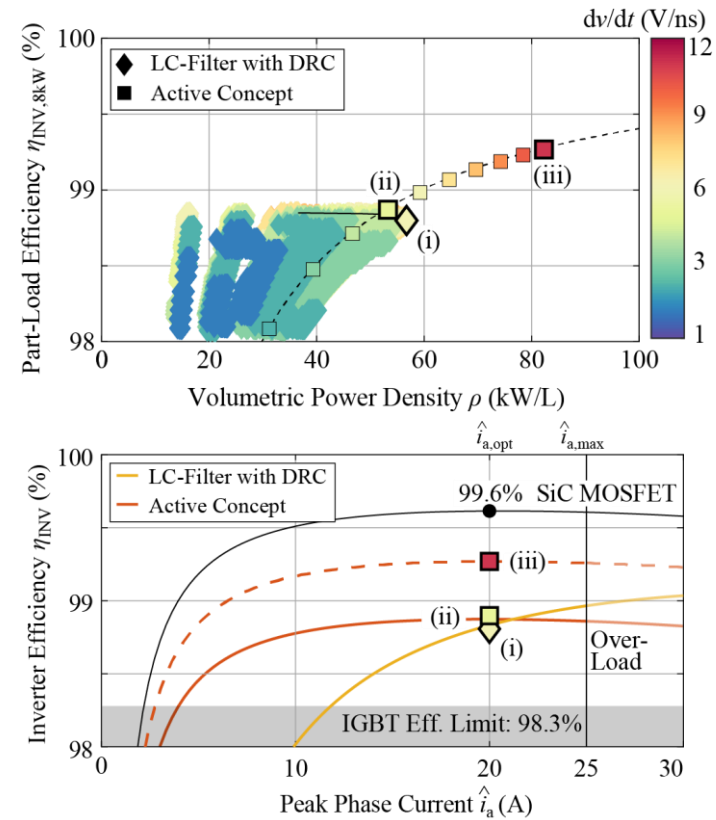 dv/dt (V/ns)
100
LC-Filter with DRC
Active Concept
12
9
6
3
1
Part-Load Efficiency ηINV,8kW (%)
99
98
(ii)
(iii)
(i)
0 20 40 60 80 100
Volumetric Power Density ρ (kW/L)
îa,opt îa,max
100
LC-Filter with DRC
Active Concept
99.6% SiC MOSFET
Inverter Efficiency ηINV (%)
(iii)
99
(ii)
(i)
Over-
Load
IGBT Eff. Limit: 98.3%
98
0 10 20 30
Peak Phase Current îa (A)